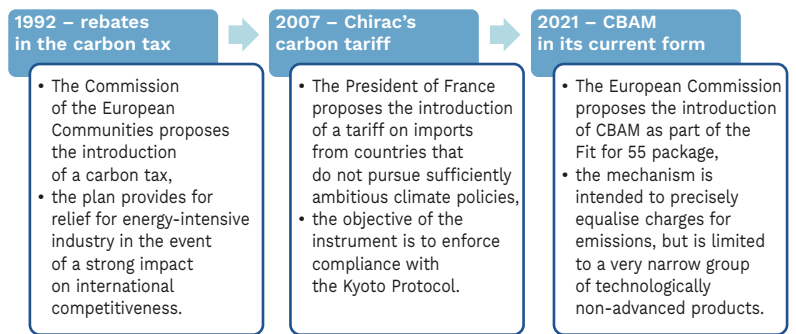 1992 – rebates
in the carbon tax
• The Commission
of the European
Communities proposes
the introduction
of a carbon tax,
• the plan provides for
relief for energy-intensive
industry in the event
of a strong impact
on international
competitiveness.
2007 – Chirac’s
carbon tariff
• The President of France
proposes the introduction
of a tariff on imports
from countries that
do not pursue sufficiently
ambitious climate policies,
• the objective of the
instrument is to enforce
compliance with
the Kyoto Protocol.
2021 – CBAM
in its current form
• The European Commission
proposes the introduction
of CBAM as part of the
Fit for 55 package,
• the mechanism is
intended to precisely
equalise charges for
emissions, but is limited
to a very narrow group
of technologically
non-advanced products.